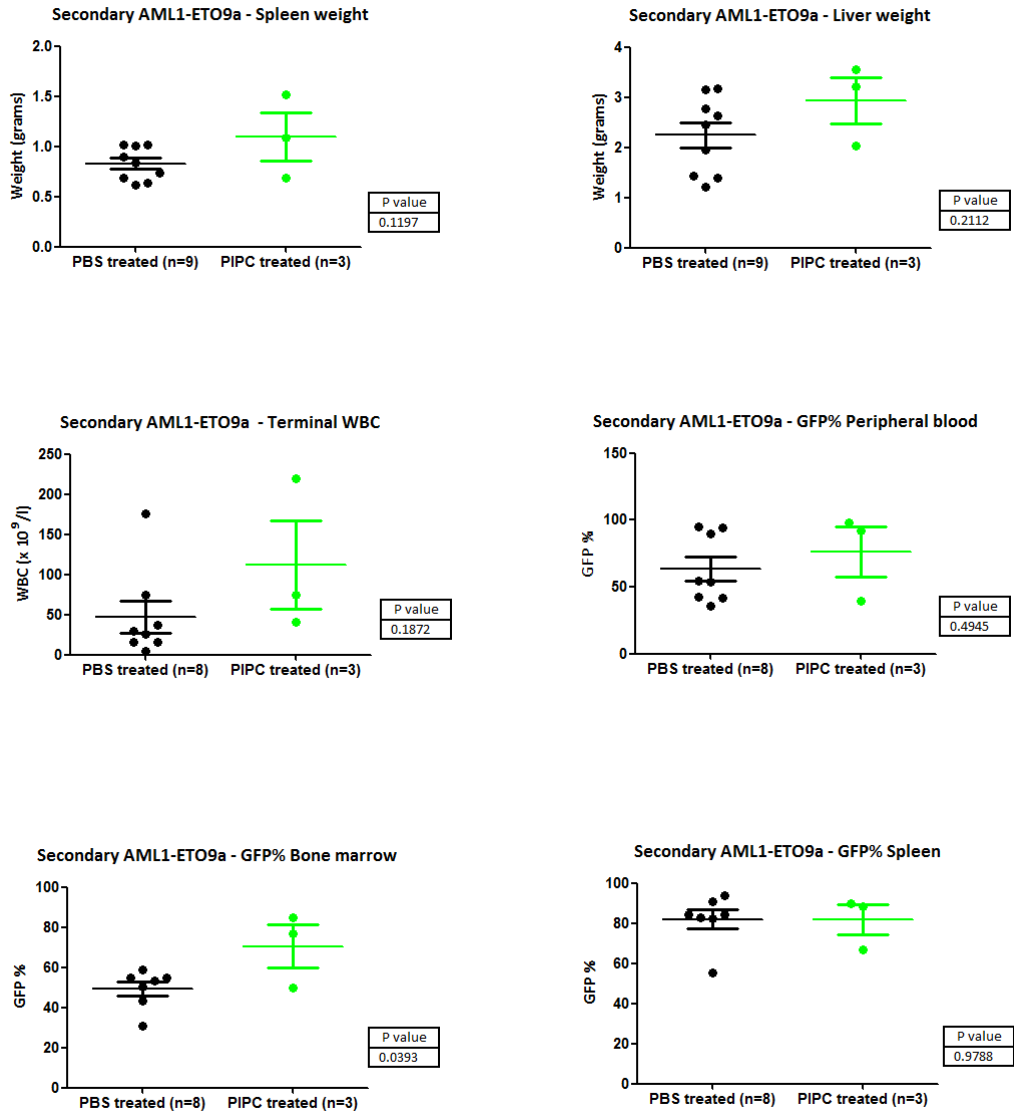 Secondary AML1-ETO9a - Spleen weight
2.0
1.5
1.0
0.5
0.0
Weight (grams)
PBS treated (n=9)
PIPC treated (n=3)
P value
0.1197
Secondary AML1-ETO9a - Liver weight
4
3
2
1
0
Weight (grams)
PBS treated (n=9)
PIPC treated (n=3)
P value
0.2112
Secondary AML1-ETO9a - Terminal WBC
250
200
150
100
50
0
WBC (x 10^9/l)
PBS treated (n=8)
PIPC treated (n=3)
P value
0.1872
Secondary AML1-ETO9a - GFP% Peripheral blood
150
100
50
0
GFP %
PBS treated (n=8)
PIPC treated (n=3)
P value
0.4945
Secondary AML1-ETO9a - GFP% Bone marrow
100
80
60
40
20
0
GFP %
PBS treated (n=8)
PIPC treated (n=3)
P value
0.0393
Secondary AML1-ETO9a - GFP% Spleen
100
80
60
40
20
0
GFP %
PBS treated (n=8)
PIPC treated (n=3)
P value
0.9788